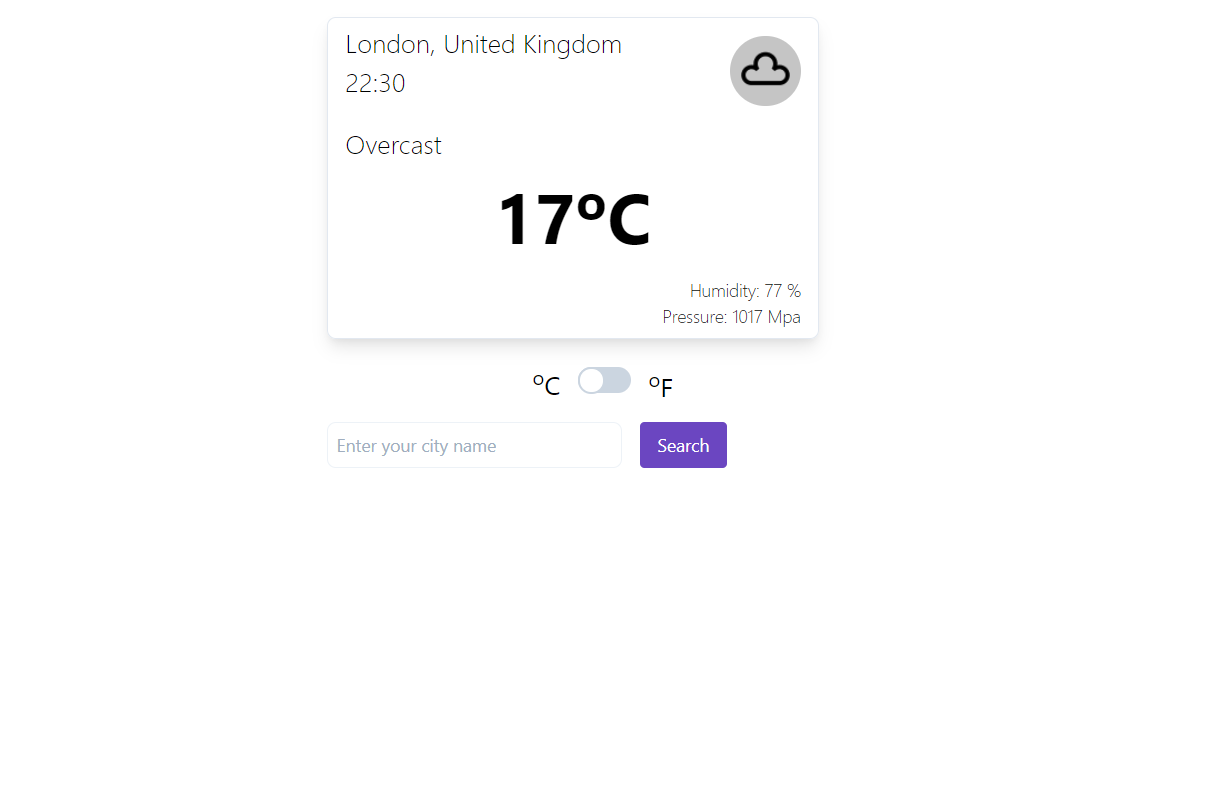 London, United Kingdom
22:30
Overcast
17ºC
Humidity: 77 %
Pressure: 1017 Mpa
ºC ºF
Enter your city name Search